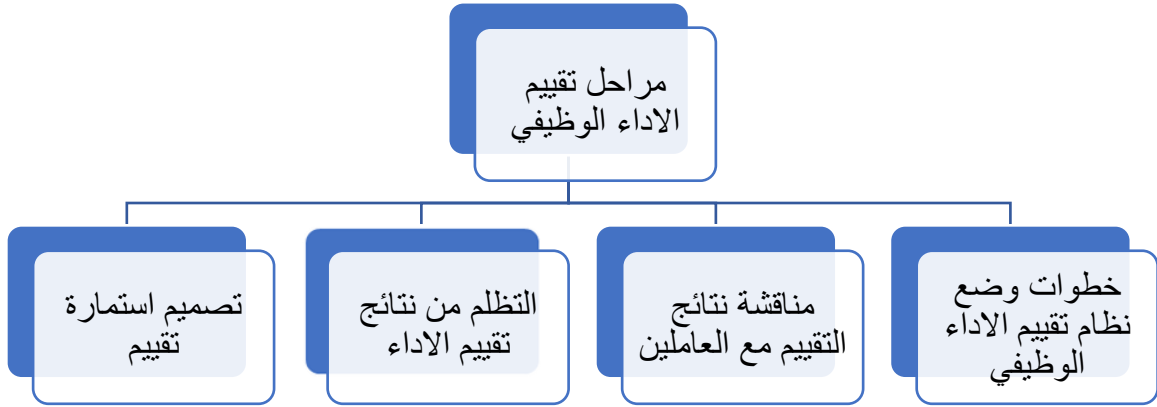 مراحل تقييم
الاداء الوظيفي
خطوات وضع
نظام تقييم الاداء
الوظيفي
مناقشة نتائج
التقييم مع العاملين
التظلم من نتائج
تقييم الاداء
تصميم استمارة
تقييم